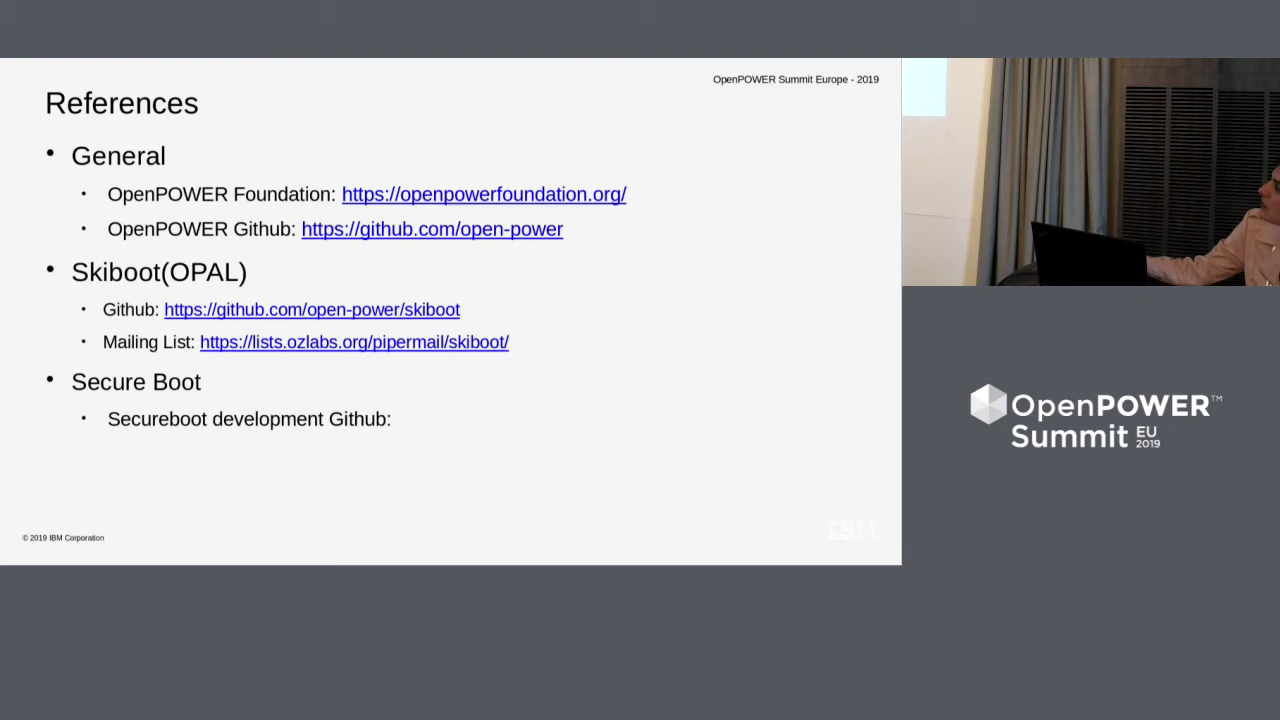 OpenPOWER Summit Europe - 2019
References
• General
• OpenPOWER Foundation: https://openpowerfoundation.org/
• OpenPOWER Github: https://github.com/open-power
• Skiboot(OPAL)
• Github: https://github.com/open-power/skiboot
• Mailing List: https://lists.ozlabs.org/pipermail/skiboot/
• Secure Boot
• Secureboot development Github:
© 2019 IBM Corporation
IBM
OpenPOWER™
Summit EU 2019